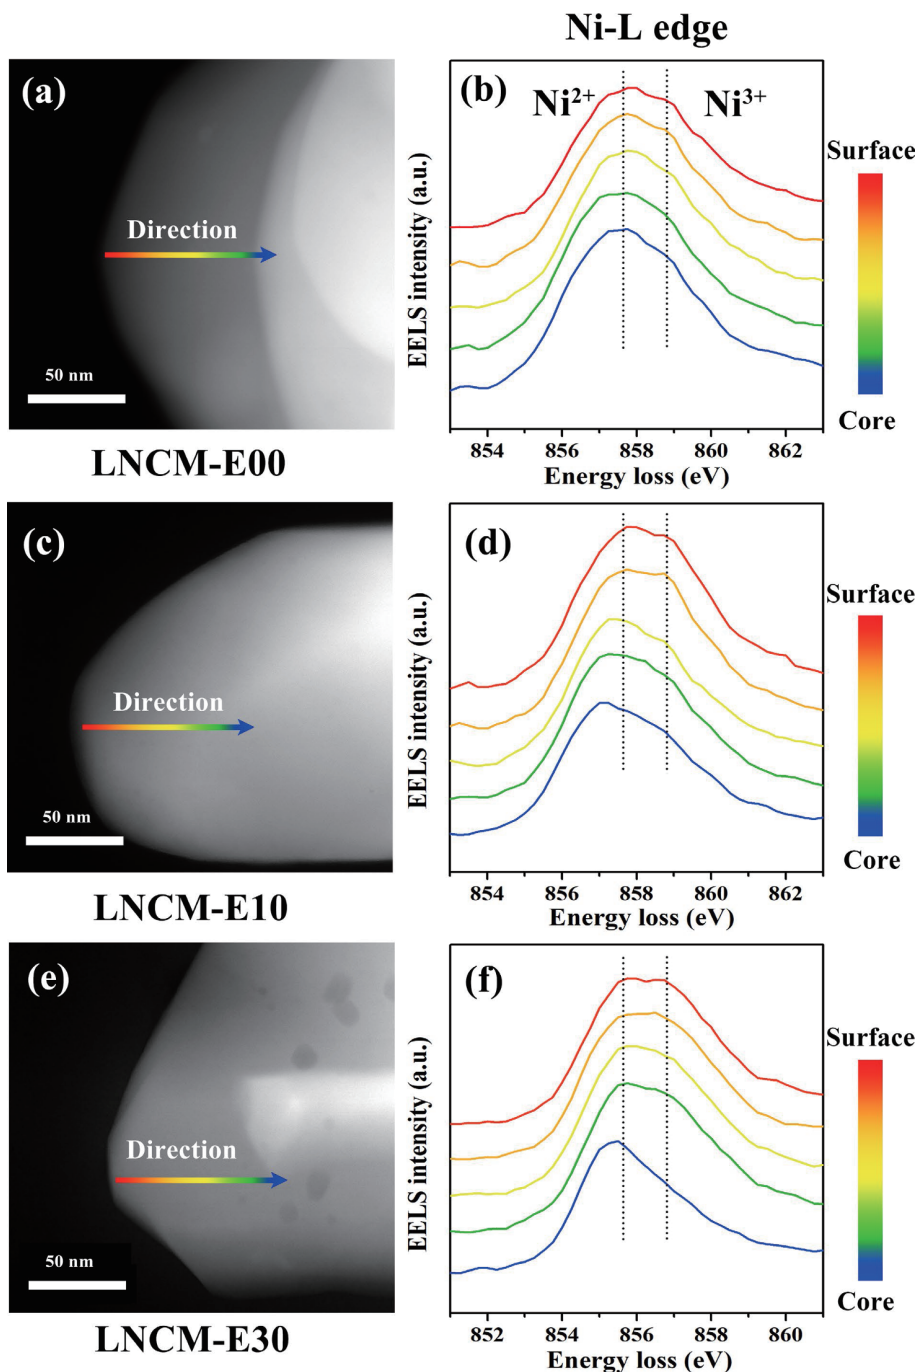 Ni-L edge
(a)
Direction
50 nm
LNCM-E00
(b)
Ni²⁺
Ni³⁺
EELS intensity (a.u.)
854 856 858 860 862
Energy loss (eV)
Surface
Core
(c)
Direction
50 nm
LNCM-E10
(d)
EELS intensity (a.u.)
854 856 858 860 862
Energy loss (eV)
Surface
Core
(e)
Direction
50 nm
LNCM-E30
(f)
EELS intensity (a.u.)
852 854 856 858 860
Energy loss (eV)
Surface
Core